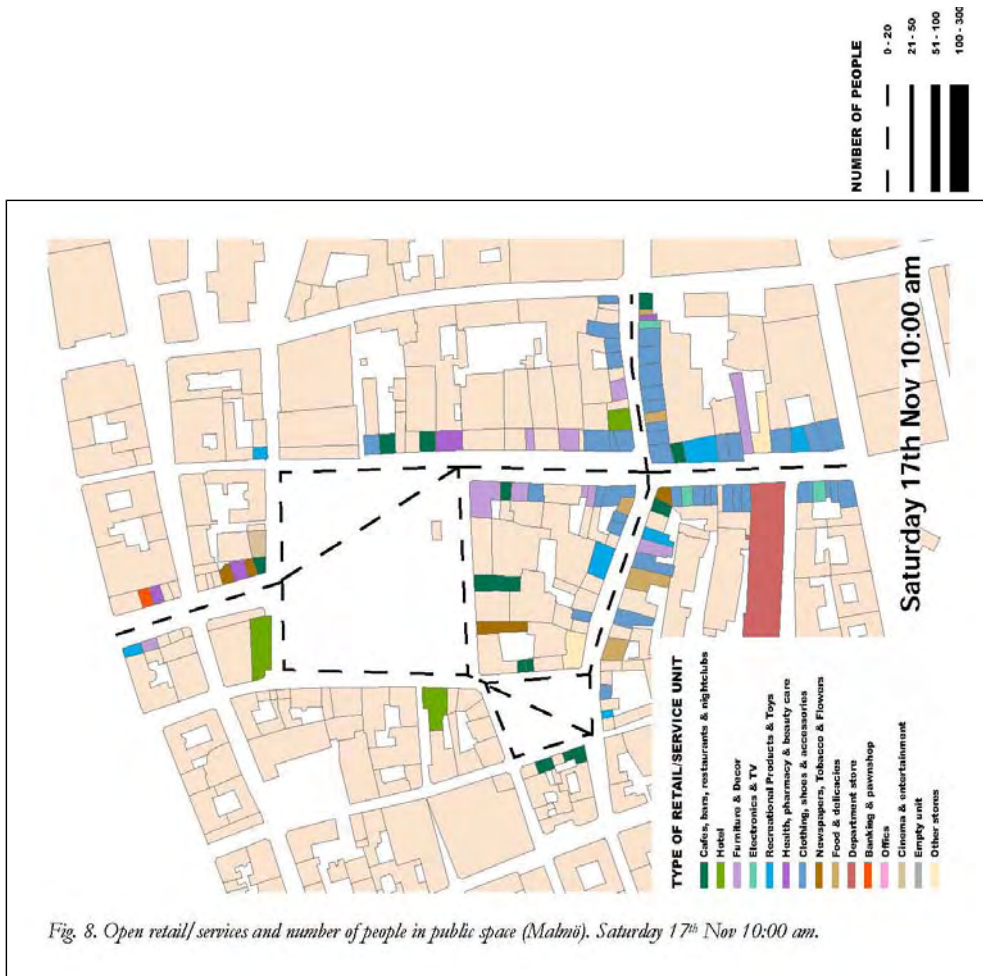 NUMBER OF PEOPLE
0 - 20
21 - 50
51 - 100
100 - 300
Saturday 17th Nov 10:00 am
TYPE OF RETAIL/SERVICE UNIT
Cafes, bars, restaurants & nightclubs
Hotel
Furniture & Decor
Electronics & TV
Recreational Products & Toys
Health, pharmacy & beauty care
Clothing, shoes & accessories
Newspapers, Tobacco & Flowers
Food & delicacies
Department store
Banking & pawnshop
Office
Cinema & entertainment
Empty unit
Other stores
Fig. 8. Open retail/services and number of people in public space (Malmö). Saturday 17th Nov 10:00 am.